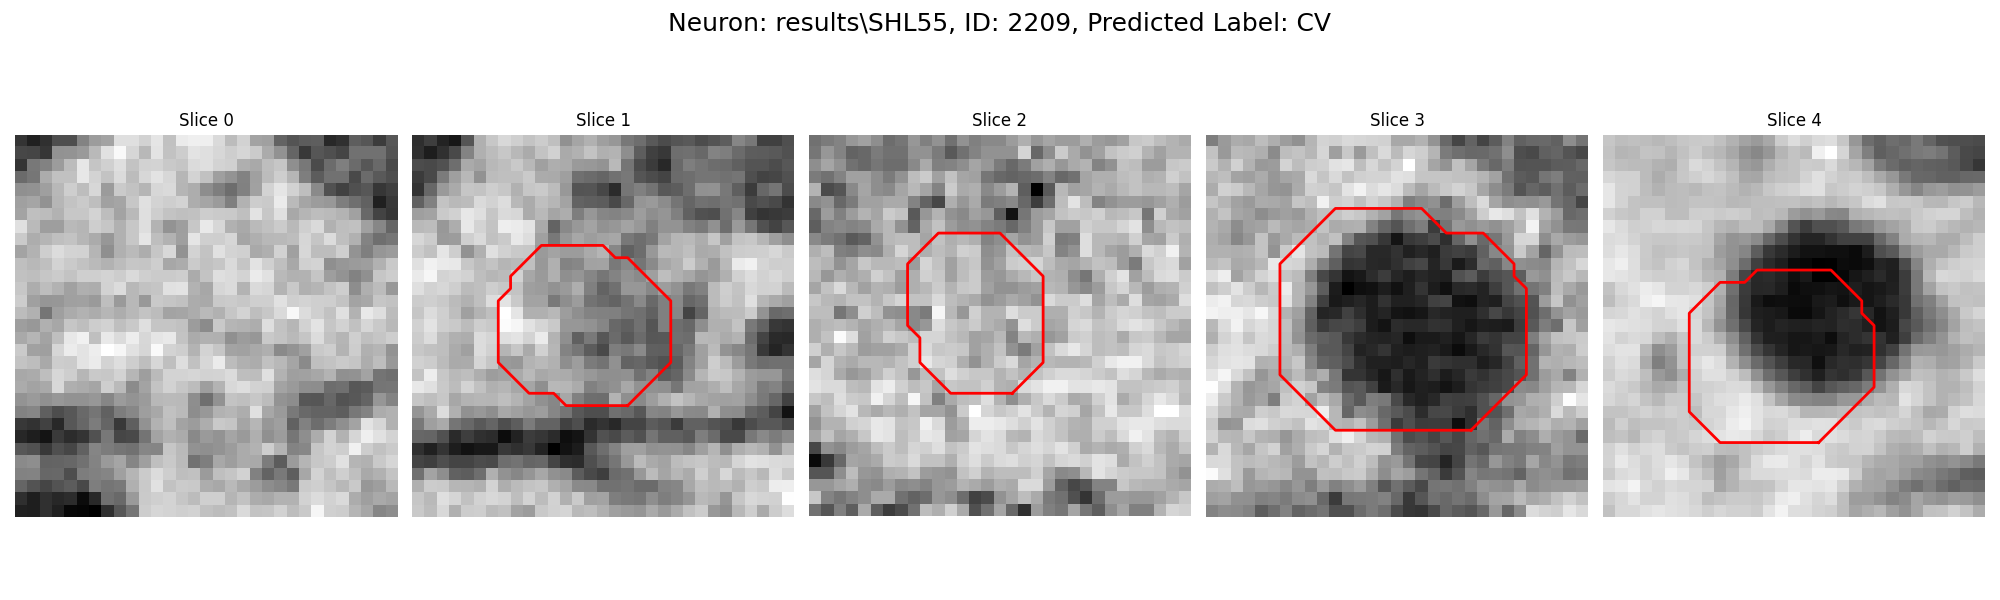 Neuron: results\SHL55, ID: 2209, Predicted Label: CV
Slice 0
Slice 1
Slice 2
Slice 3
Slice 4